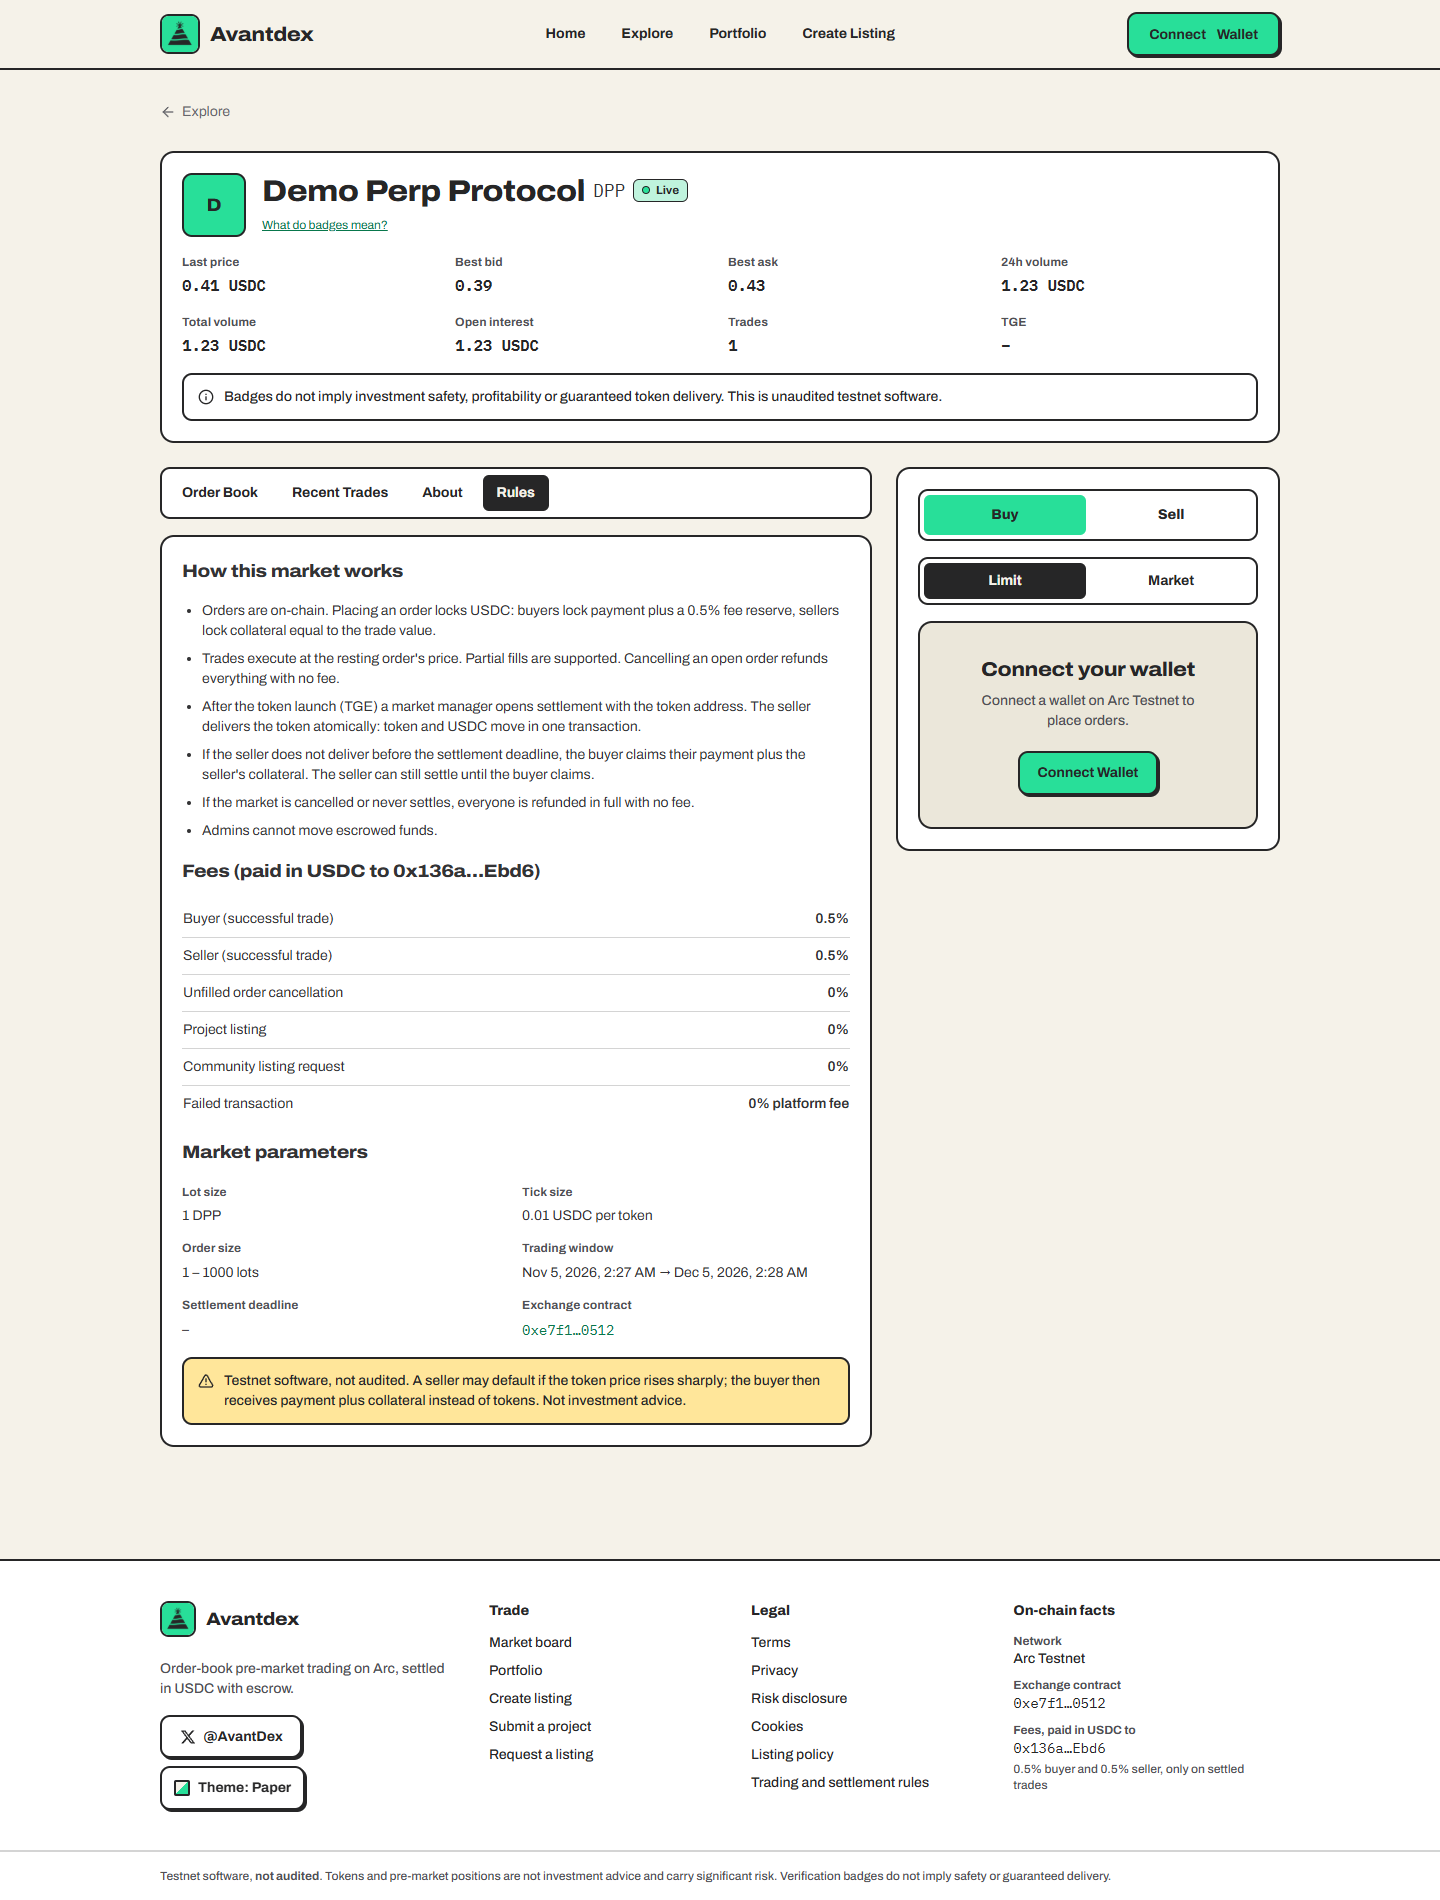 Avantdex
Home Explore Portfolio Create Listing
Connect Wallet
Explore
D
Demo Perp Protocol DPP Live
What do badges mean?
Last price Best bid Best ask 24h volume
0.41 USDC 0.39 0.43 1.23 USDC
Total volume Open interest Trades TGE
1.23 USDC 1.23 USDC 1 –
Badges do not imply investment safety, profitability or guaranteed token delivery. This is unaudited testnet software.
Order Book Recent Trades About Rules
How this market works
• Orders are on-chain. Placing an order locks USDC: buyers lock payment plus a 0.5% fee reserve, sellers
lock collateral equal to the trade value.
• Trades execute at the resting order's price. Partial fills are supported. Cancelling an open order refunds
everything with no fee.
• After the token launch (TGE) a market manager opens settlement with the token address. The seller
delivers the token atomically: token and USDC move in one transaction.
• If the seller does not deliver before the settlement deadline, the buyer claims their payment plus the
seller's collateral. The seller can still settle until the buyer claims.
• If the market is cancelled or never settles, everyone is refunded in full with no fee.
• Admins cannot move escrowed funds.
Fees (paid in USDC to 0x136a…Ebd6)
Buyer (successful trade) 0.5%
Seller (successful trade) 0.5%
Unfilled order cancellation 0%
Project listing 0%
Community listing request 0%
Failed transaction 0% platform fee
Market parameters
Lot size Tick size
1 DPP 0.01 USDC per token
Order size Trading window
1 – 1000 lots Nov 5, 2026, 2:27 AM → Dec 5, 2026, 2:28 AM
Settlement deadline Exchange contract
– 0xe7f1…0512
Testnet software, not audited. A seller may default if the token price rises sharply; the buyer then
receives payment plus collateral instead of tokens. Not investment advice.
Buy Sell
Limit Market
Connect your wallet
Connect a wallet on Arc Testnet to
place orders.
Connect Wallet
Avantdex
Order-book pre-market trading on Arc, settled
in USDC with escrow.
@AvantDex
Theme: Paper
Trade
Market board
Portfolio
Create listing
Submit a project
Request a listing
Legal
Terms
Privacy
Risk disclosure
Cookies
Listing policy
Trading and settlement rules
On-chain facts
Network
Arc Testnet
Exchange contract
0xe7f1…0512
Fees, paid in USDC to
0x136a…Ebd6
0.5% buyer and 0.5% seller, only on settled
trades
Testnet software, not audited. Tokens and pre-market positions are not investment advice and carry significant risk. Verification badges do not imply safety or guaranteed delivery.